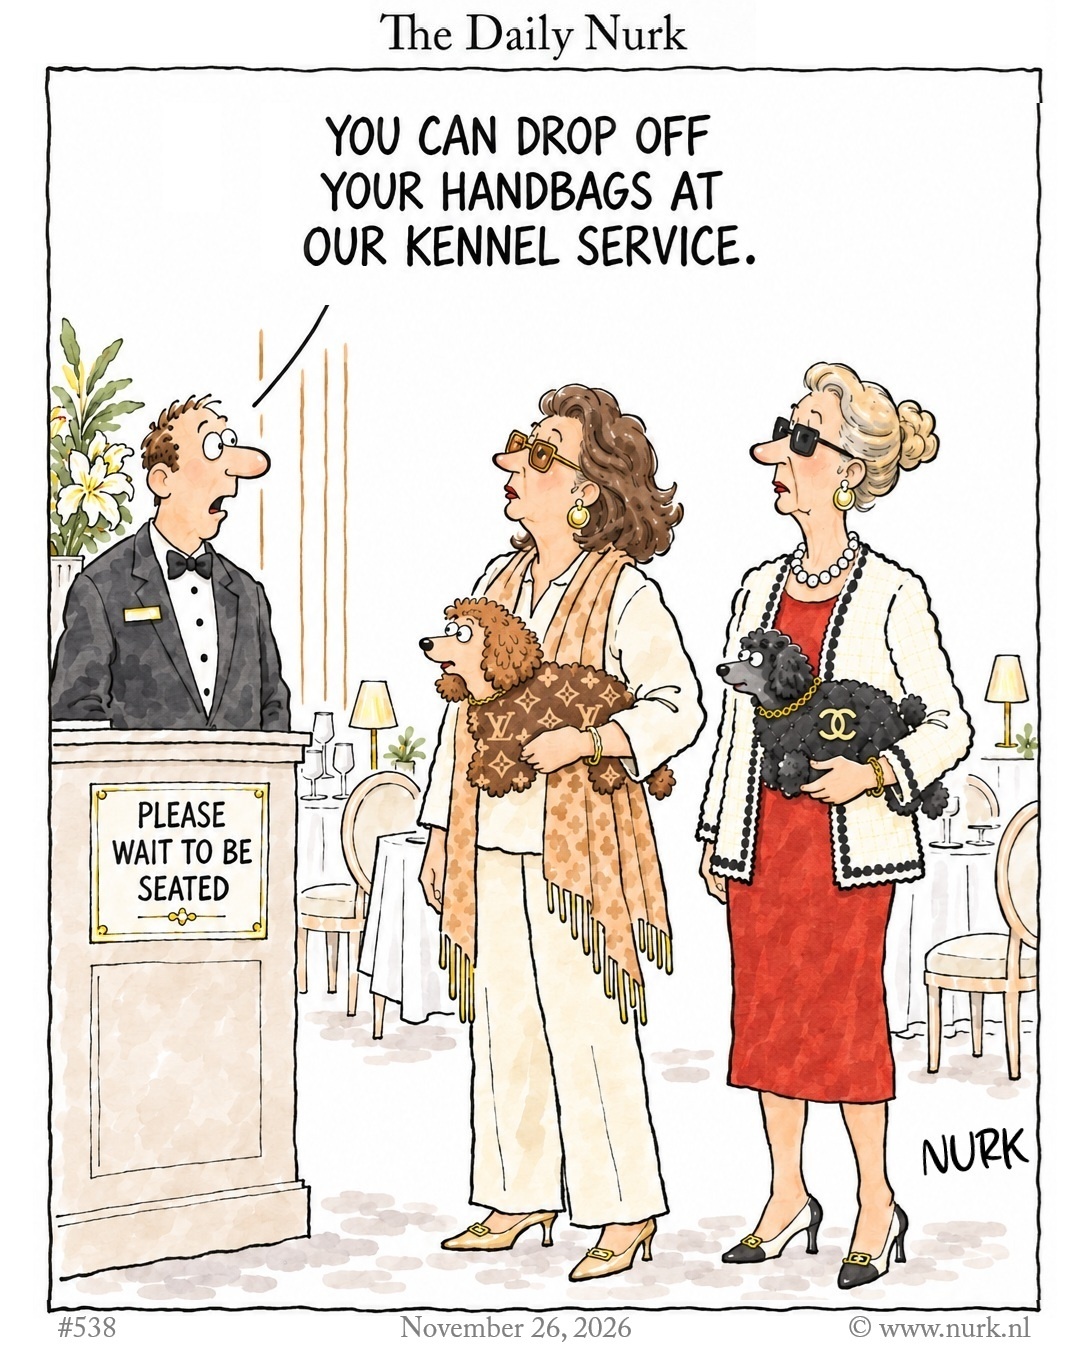 The Daily Nurk
YOU CAN DROP OFF
YOUR HANDBAGS AT
OUR KENNEL SERVICE.
PLEASE
WAIT TO BE
SEATED
LV
NURK
#538
November 26, 2026
© www.nurk.nl